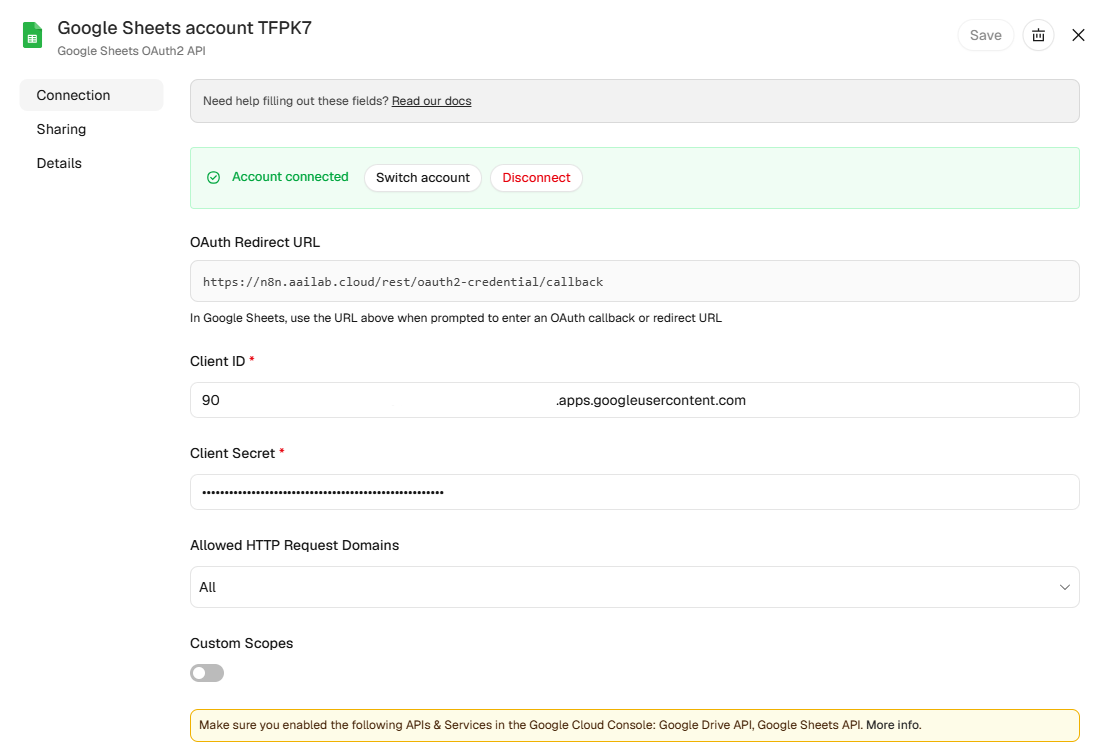 Google Sheets account TFPK7
Google Sheets OAuth2 API
Save
Connection
Sharing
Details
Need help filling out these fields? Read our docs
Account connected
Switch account
Disconnect
OAuth Redirect URL
https://n8n.aailab.cloud/rest/oauth2-credential/callback
In Google Sheets, use the URL above when prompted to enter an OAuth callback or redirect URL
Client ID *
90 .apps.googleusercontent.com
Client Secret *
••••••••••••••••••••••••••••••••••••••••••••••••••••••
Allowed HTTP Request Domains
All
Custom Scopes
Make sure you enabled the following APIs & Services in the Google Cloud Console: Google Drive API, Google Sheets API. More info.